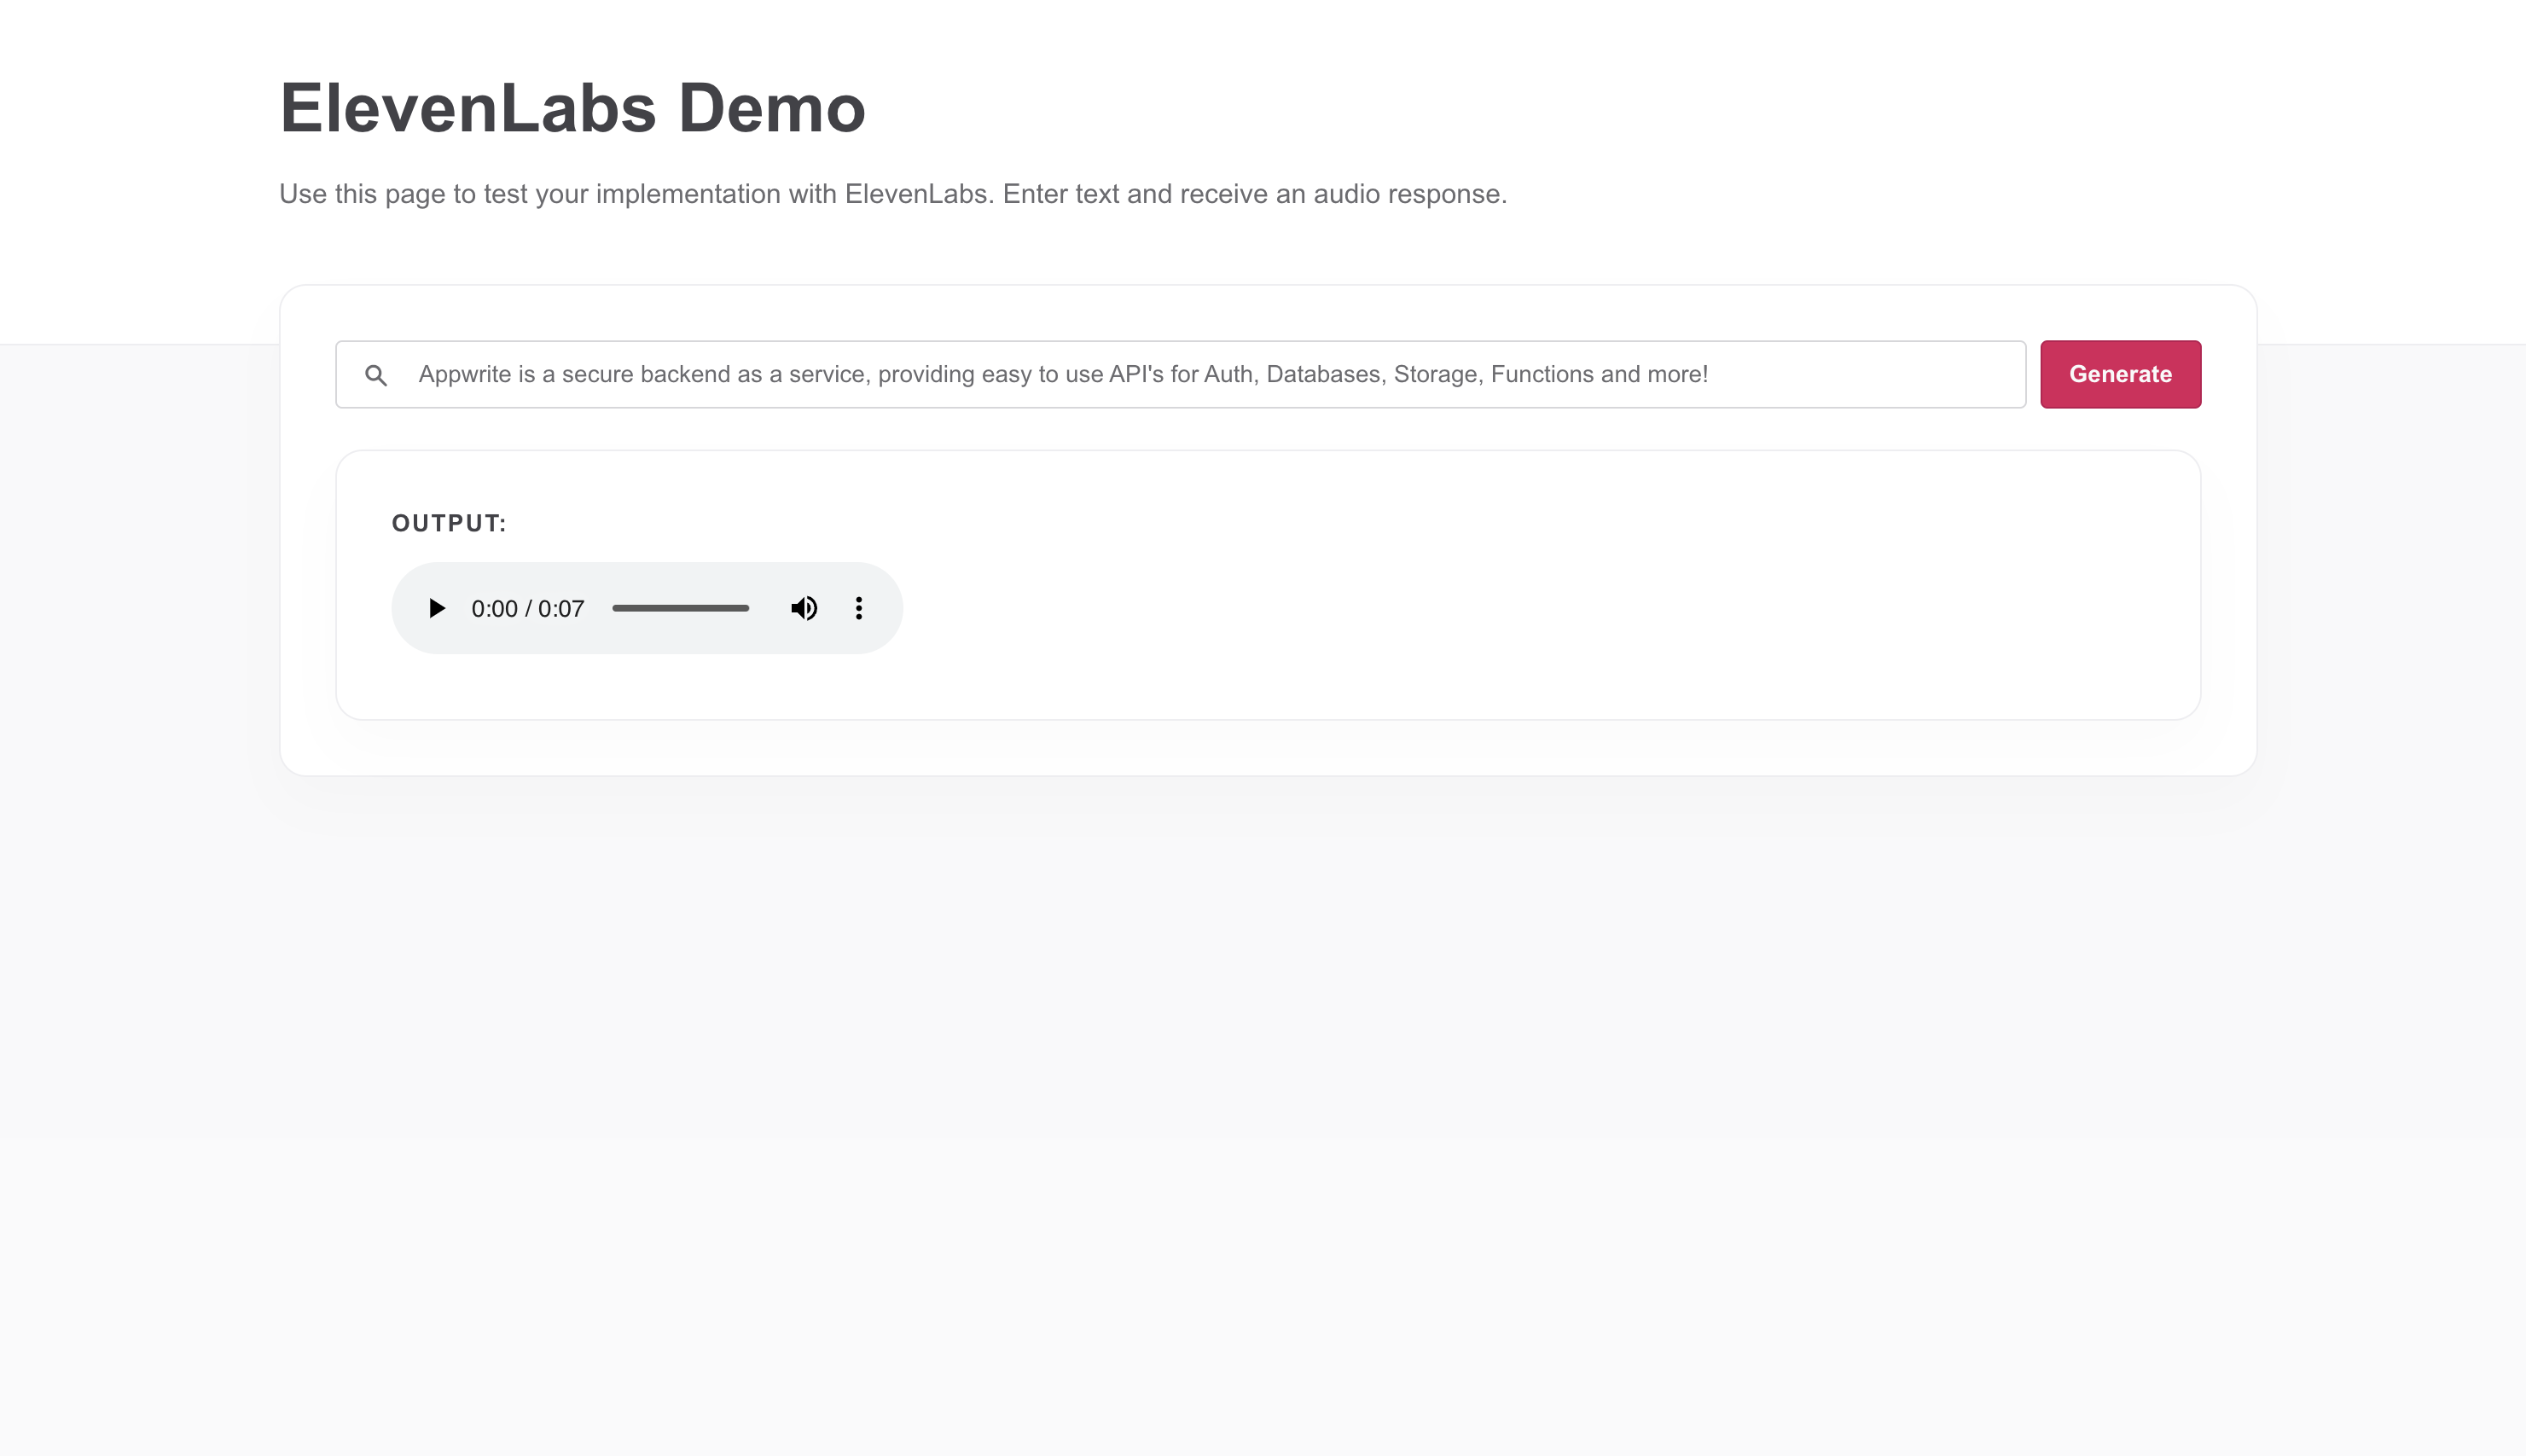 ElevenLabs Demo
Use this page to test your implementation with ElevenLabs. Enter text and receive an audio response.
Appwrite is a secure backend as a service, providing easy to use API's for Auth, Databases, Storage, Functions and more!
Generate
OUTPUT:
0:00 / 0:07